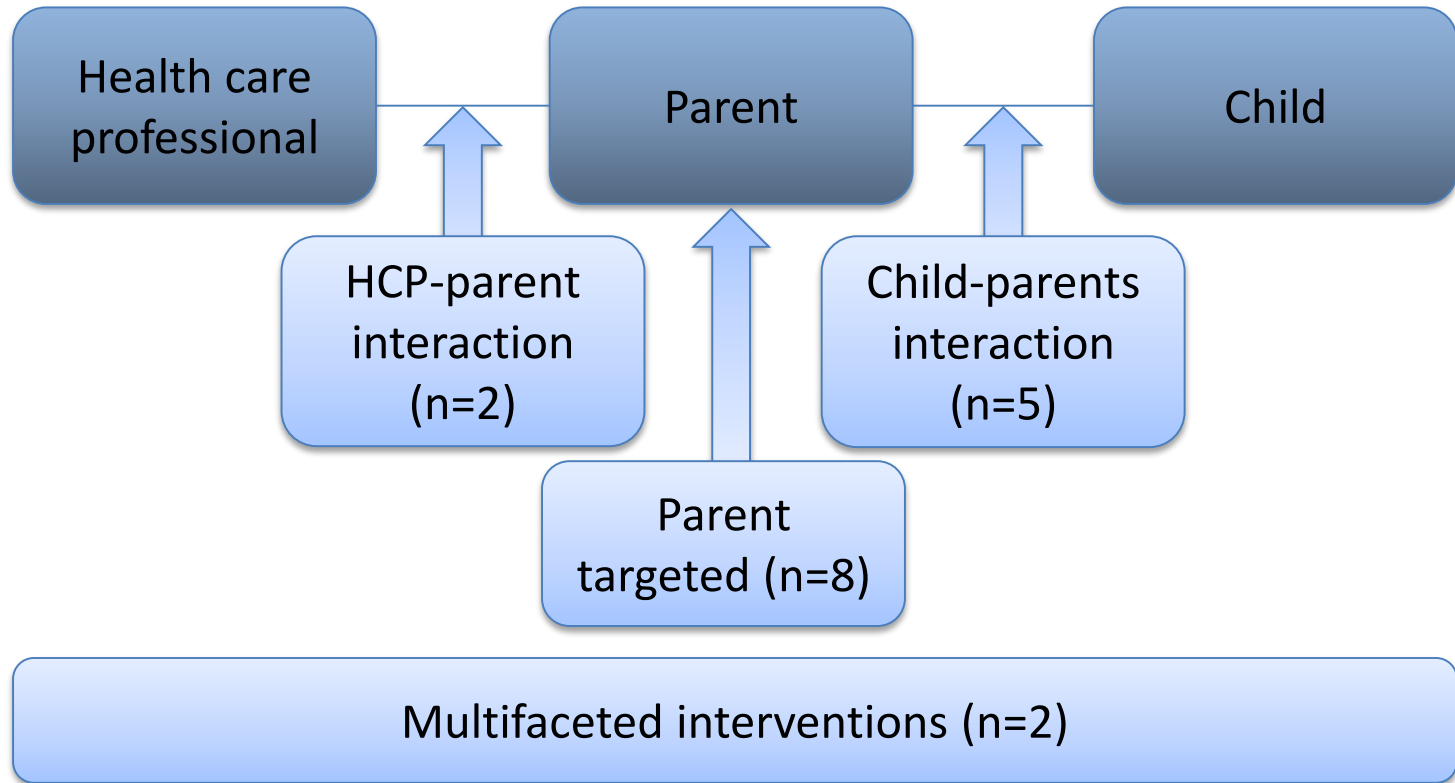 Health care
professional
Parent
Child
HCP-parent
interaction
(n=2)
Child-parents
interaction
(n=5)
Parent
targeted (n=8)
Multifaceted interventions (n=2)